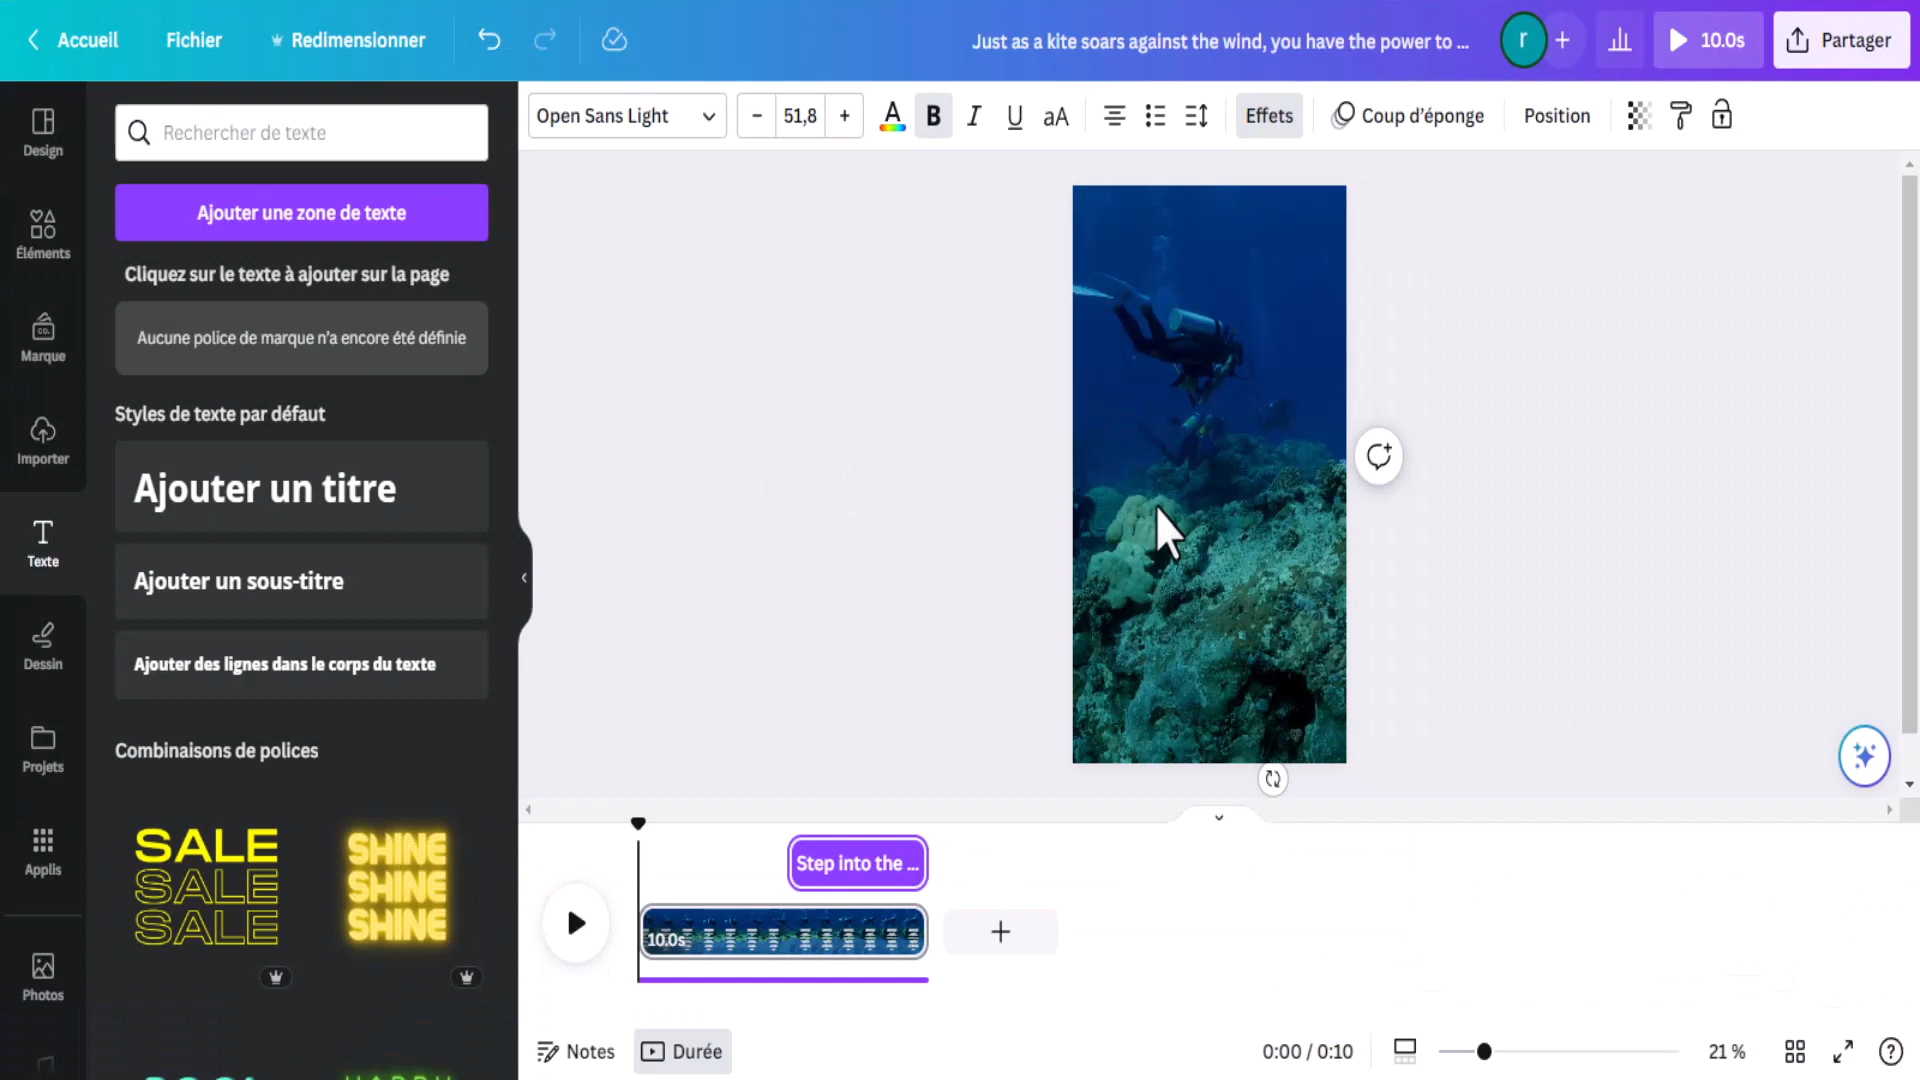 Accueil
Fichier
Redimensionner
Just as a kite soars against the wind, you have the power to ...
r
10.0s
Partager
Open Sans Light
51,8
A
B
I
U
aA
Effets
Coup d'éponge
Position
Design
Éléments
CO.
Marque
Importer
T
Texte
Dessin
Projets
Applis
Photos
Rechercher de texte
Ajouter une zone de texte
Cliquez sur le texte à ajouter sur la page
Aucune police de marque n'a encore été définie
Styles de texte par défaut
Ajouter un titre
Ajouter un sous-titre
Ajouter des lignes dans le corps du texte
Combinaisons de polices
SALE
SALE
SALE
SHINE
SHINE
SHINE
Step into the ...
10.0s
Notes
Durée
0:00 / 0:10
21 %